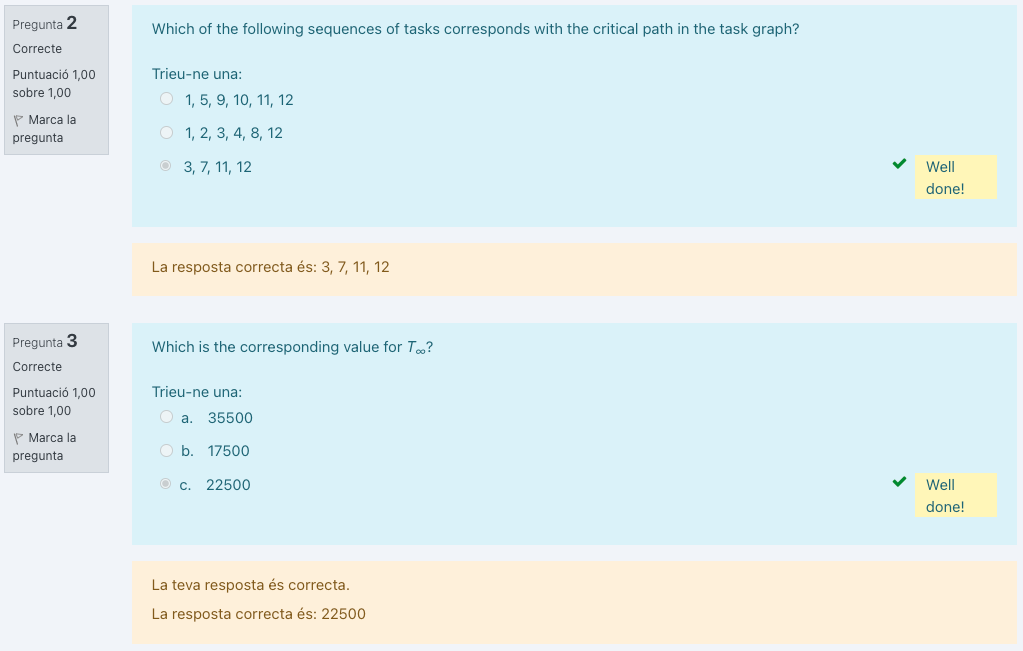 Pregunta 2
Correcte
Puntuació 1,00
sobre 1,00
Marca la
pregunta
Which of the following sequences of tasks corresponds with the critical path in the task graph?
Trieu-ne una:
1, 5, 9, 10, 11, 12
1, 2, 3, 4, 8, 12
3, 7, 11, 12
Well
done!
La resposta correcta és: 3, 7, 11, 12
Pregunta 3
Correcte
Puntuació 1,00
sobre 1,00
Marca la
pregunta
Which is the corresponding value for T∞?
Trieu-ne una:
a. 35500
b. 17500
c. 22500
Well
done!
La teva resposta és correcta.
La resposta correcta és: 22500